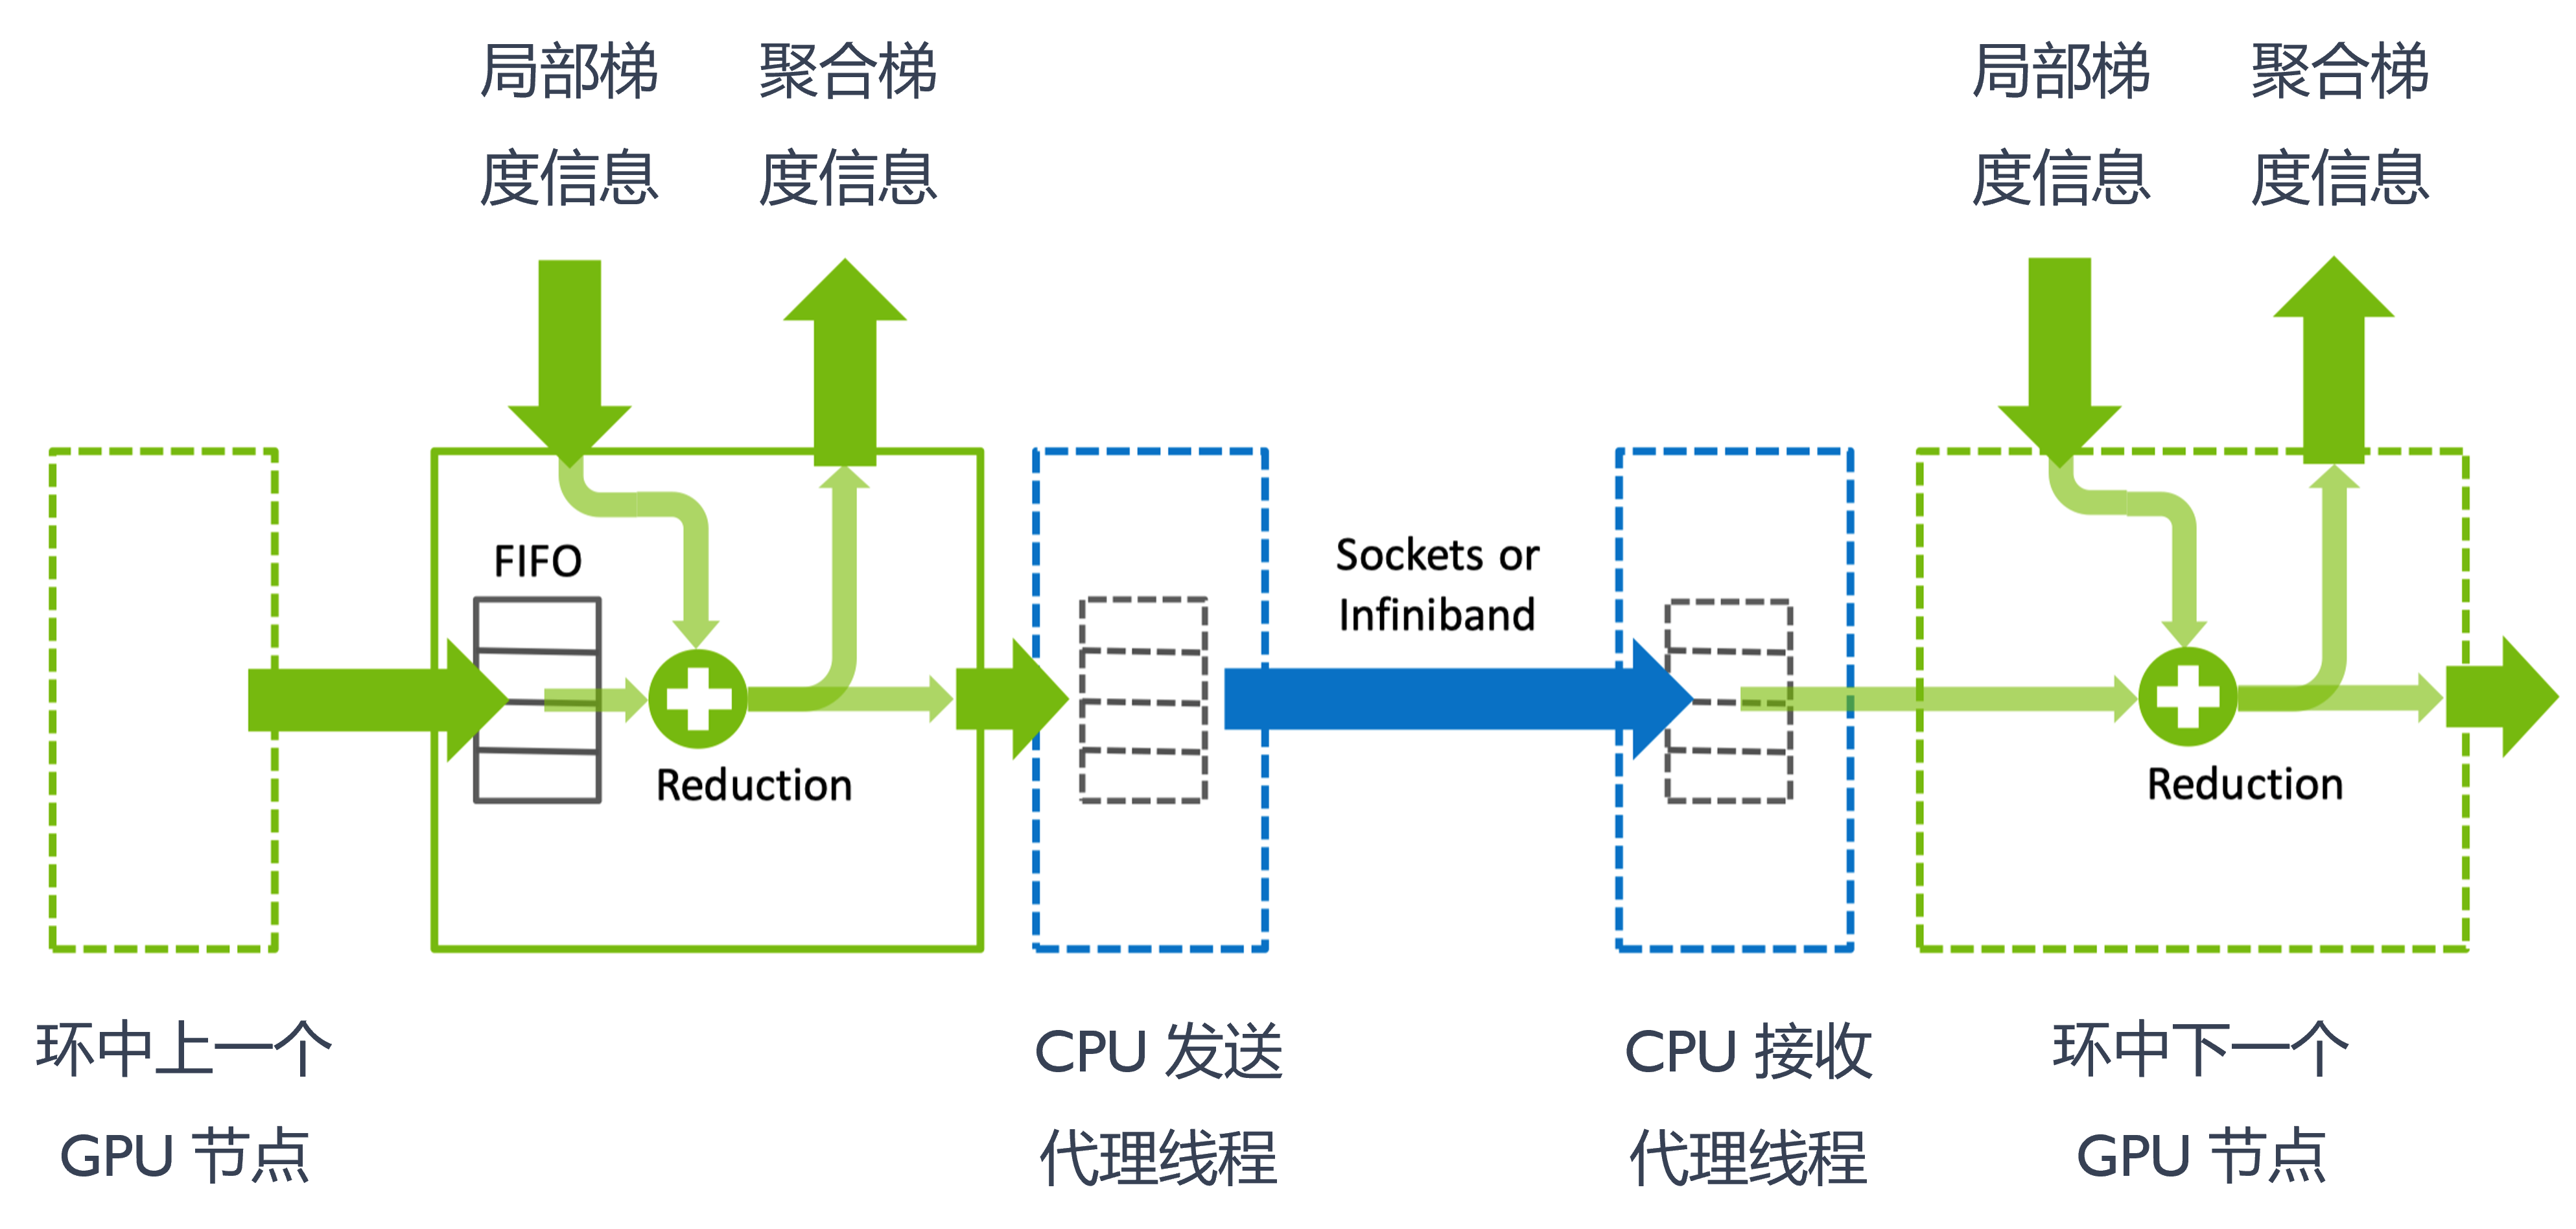 局部梯
度信息
聚合梯
度信息
局部梯
度信息
聚合梯
度信息
FIFO
Reduction
Sockets or
Infiniband
Reduction
环中上一个
GPU 节点
CPU 发送
代理线程
CPU 接收
代理线程
环中下一个
GPU 节点